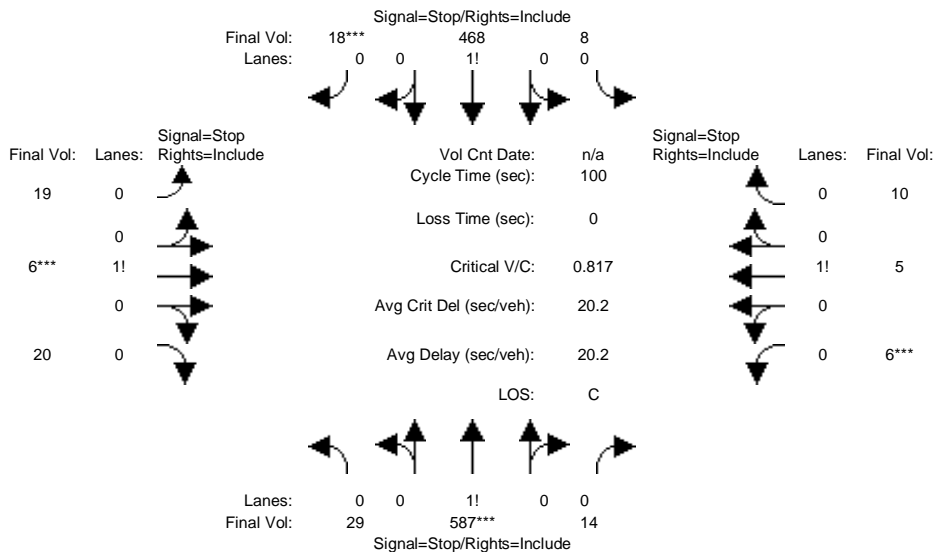 Signal=Stop/Rights=Include
Final Vol: 18*** 468 8
Lanes: 0 0 1! 0 0
Signal=Stop
Final Vol: Lanes: Rights=Include
Vol Cnt Date: n/a
Signal=Stop
Rights=Include Lanes: Final Vol:
Cycle Time (sec): 100
19 0
0 10
Loss Time (sec): 0
0
0
6*** 1!
Critical V/C: 0.817
1! 5
0
Avg Crit Del (sec/veh): 20.2
0
20 0
Avg Delay (sec/veh): 20.2
0 6***
LOS: C
Lanes: 0 0 1! 0 0
Final Vol: 29 587*** 14
Signal=Stop/Rights=Include